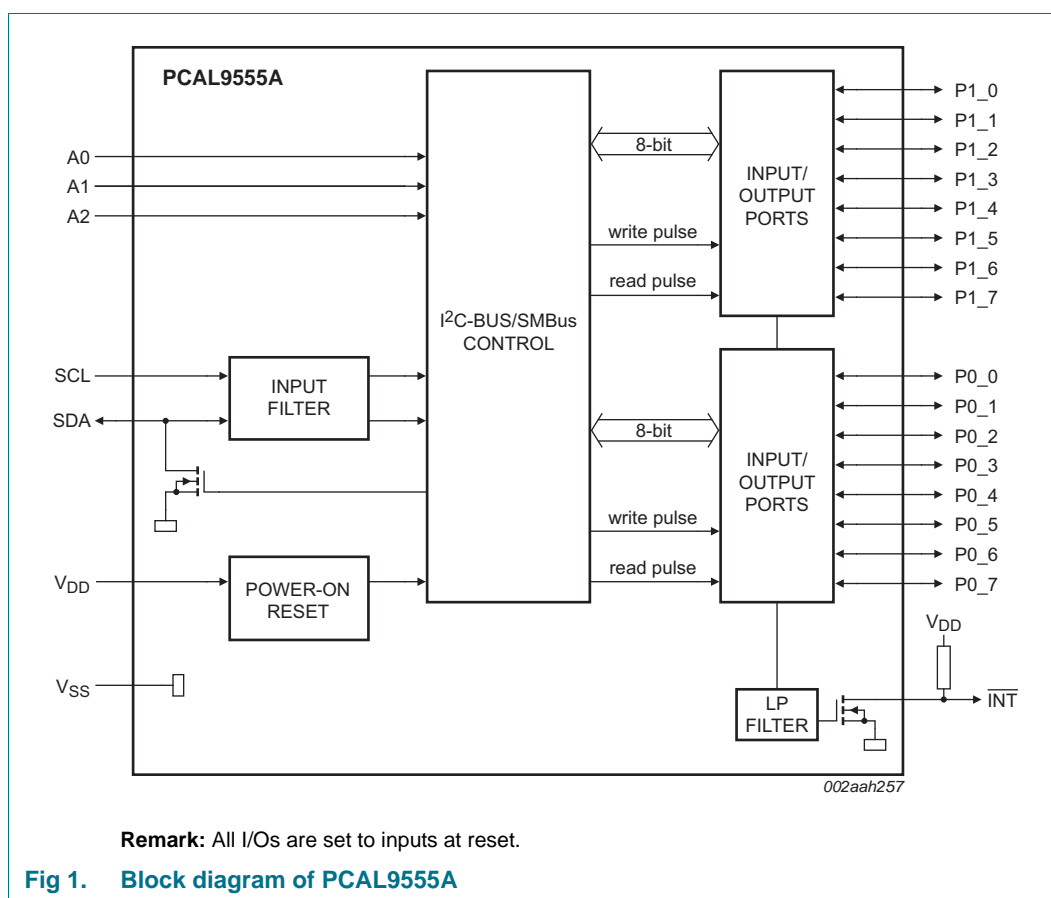 PCAL9555A
A0
A1
A2
SCL
SDA
VDD
VSS
INPUT
FILTER
POWER-ON
RESET
I2C-BUS/SMBus
CONTROL
8-bit
write pulse
read pulse
8-bit
write pulse
read pulse
INPUT/
OUTPUT
PORTS
INPUT/
OUTPUT
PORTS
P1_0
P1_1
P1_2
P1_3
P1_4
P1_5
P1_6
P1_7
P0_0
P0_1
P0_2
P0_3
P0_4
P0_5
P0_6
P0_7
VDD
INT
LP
FILTER
002aah257
Remark: All I/Os are set to inputs at reset.
Fig 1. Block diagram of PCAL9555A